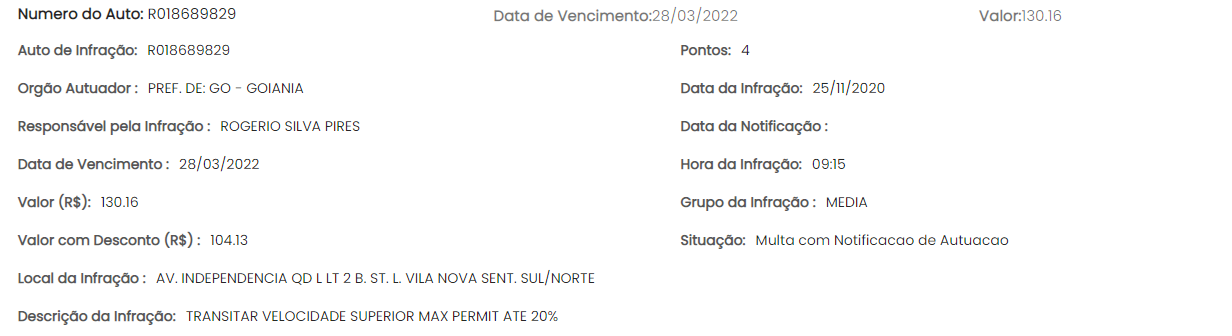 Numero do Auto: R018689829 Data de Vencimento:28/03/2022 Valor:130.16
Auto de Infração: R018689829 Pontos: 4
Orgão Autuador : PREF. DE: GO - GOIANIA Data da Infração: 25/11/2020
Responsável pela Infração : ROGERIO SILVA PIRES Data da Notificação :
Data de Vencimento : 28/03/2022 Hora da Infração: 09:15
Valor (R$): 130.16 Grupo da Infração : MEDIA
Valor com Desconto (R$) : 104.13 Situação: Multa com Notificacao de Autuacao
Local da Infração : AV. INDEPENDENCIA QD L LT 2 B. ST. L. VILA NOVA SENT. SUL/NORTE
Descrição da Infração: TRANSITAR VELOCIDADE SUPERIOR MAX PERMIT ATE 20%